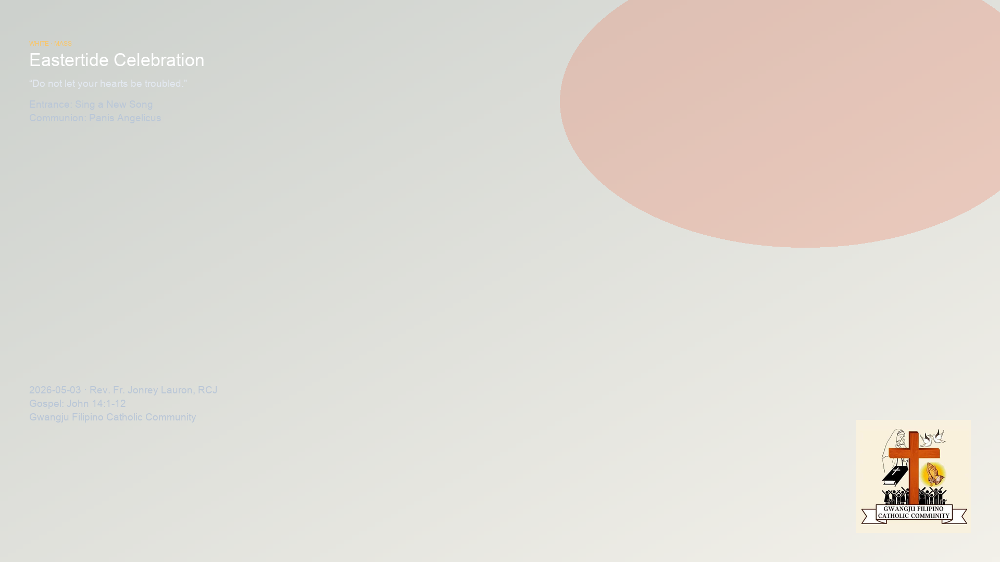 WHITE MASS
Eastertide Celebration
“Do not let your hearts be troubled.”
Entrance: Sing a New Song
Communion: Panis Angelicus
2026-05-03 · Rev. Fr. Jonrey Lauron, RCJ
Gospel: John 14:1-12
Gwangju Filipino Catholic Community
GWANGJU FILIPINO
CATHOLIC COMMUNITY